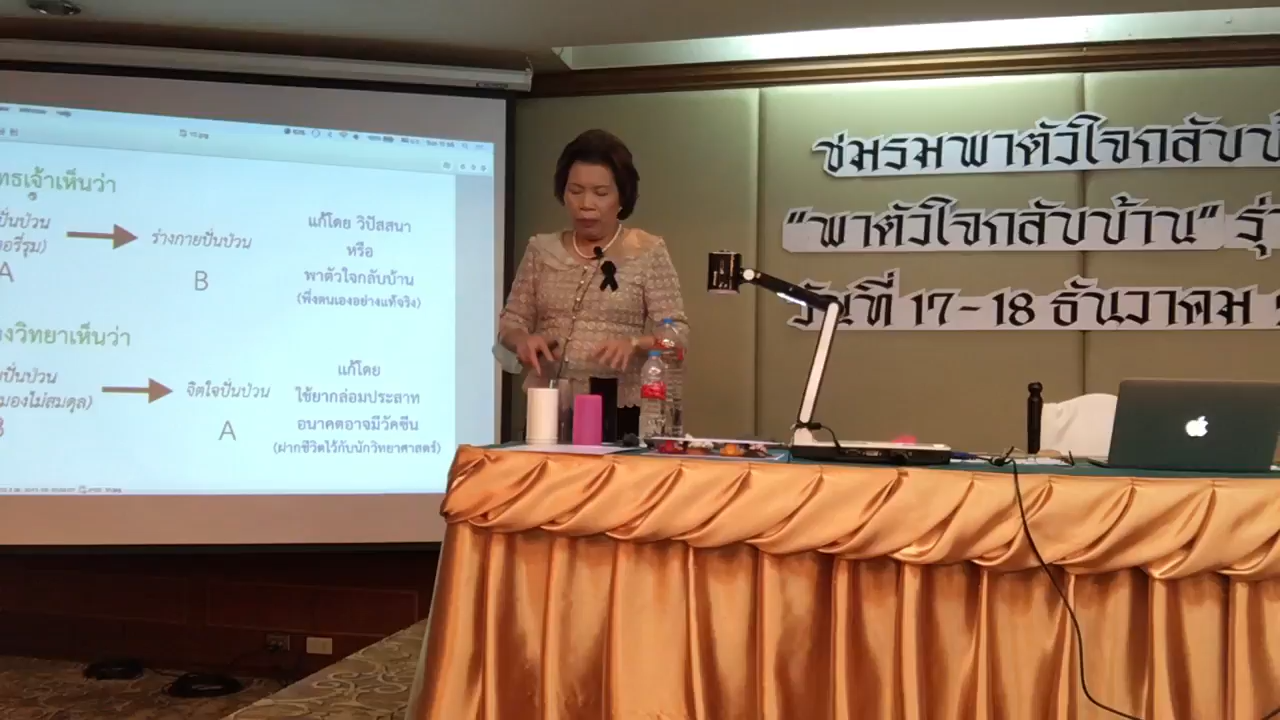 ทธเจ้าเห็นว่า
ปั่นป่วน
ร่างกายปั่นป่วน
A
B
แก้โดย วิปัสสนา
หรือ
พาตัวใจกลับบ้าน
(พึ่งตนเองอย่างแท้จริง)
วิทยาเห็นว่า
ปั่นป่วน
มองไม่สมดุล)
จิตใจปั่นป่วน
A
แก้โดย
ใช้ยากล่อมประสาท
อนาคตอาจมีวัคซีน
(ฝากชีวิตไว้กับนักวิทยาศาสตร์)
ชมรมพาตัวใจกลับบ้
“พาตัวใจกลับบ้าน” รุ่
วันที่ 17-18 ธันวาคม